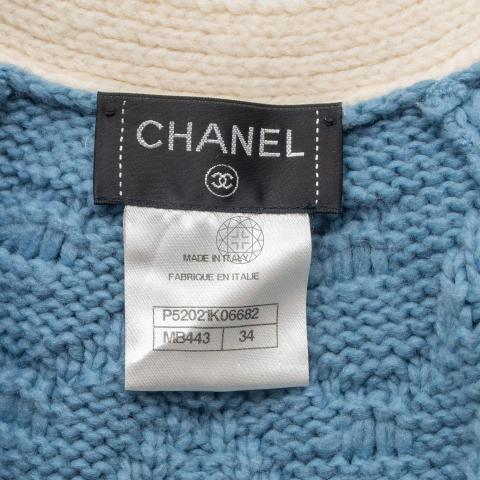 CHANEL
MADE IN ITALY
FABRIQUE EN ITALIE
P52021K06682
MB443 34